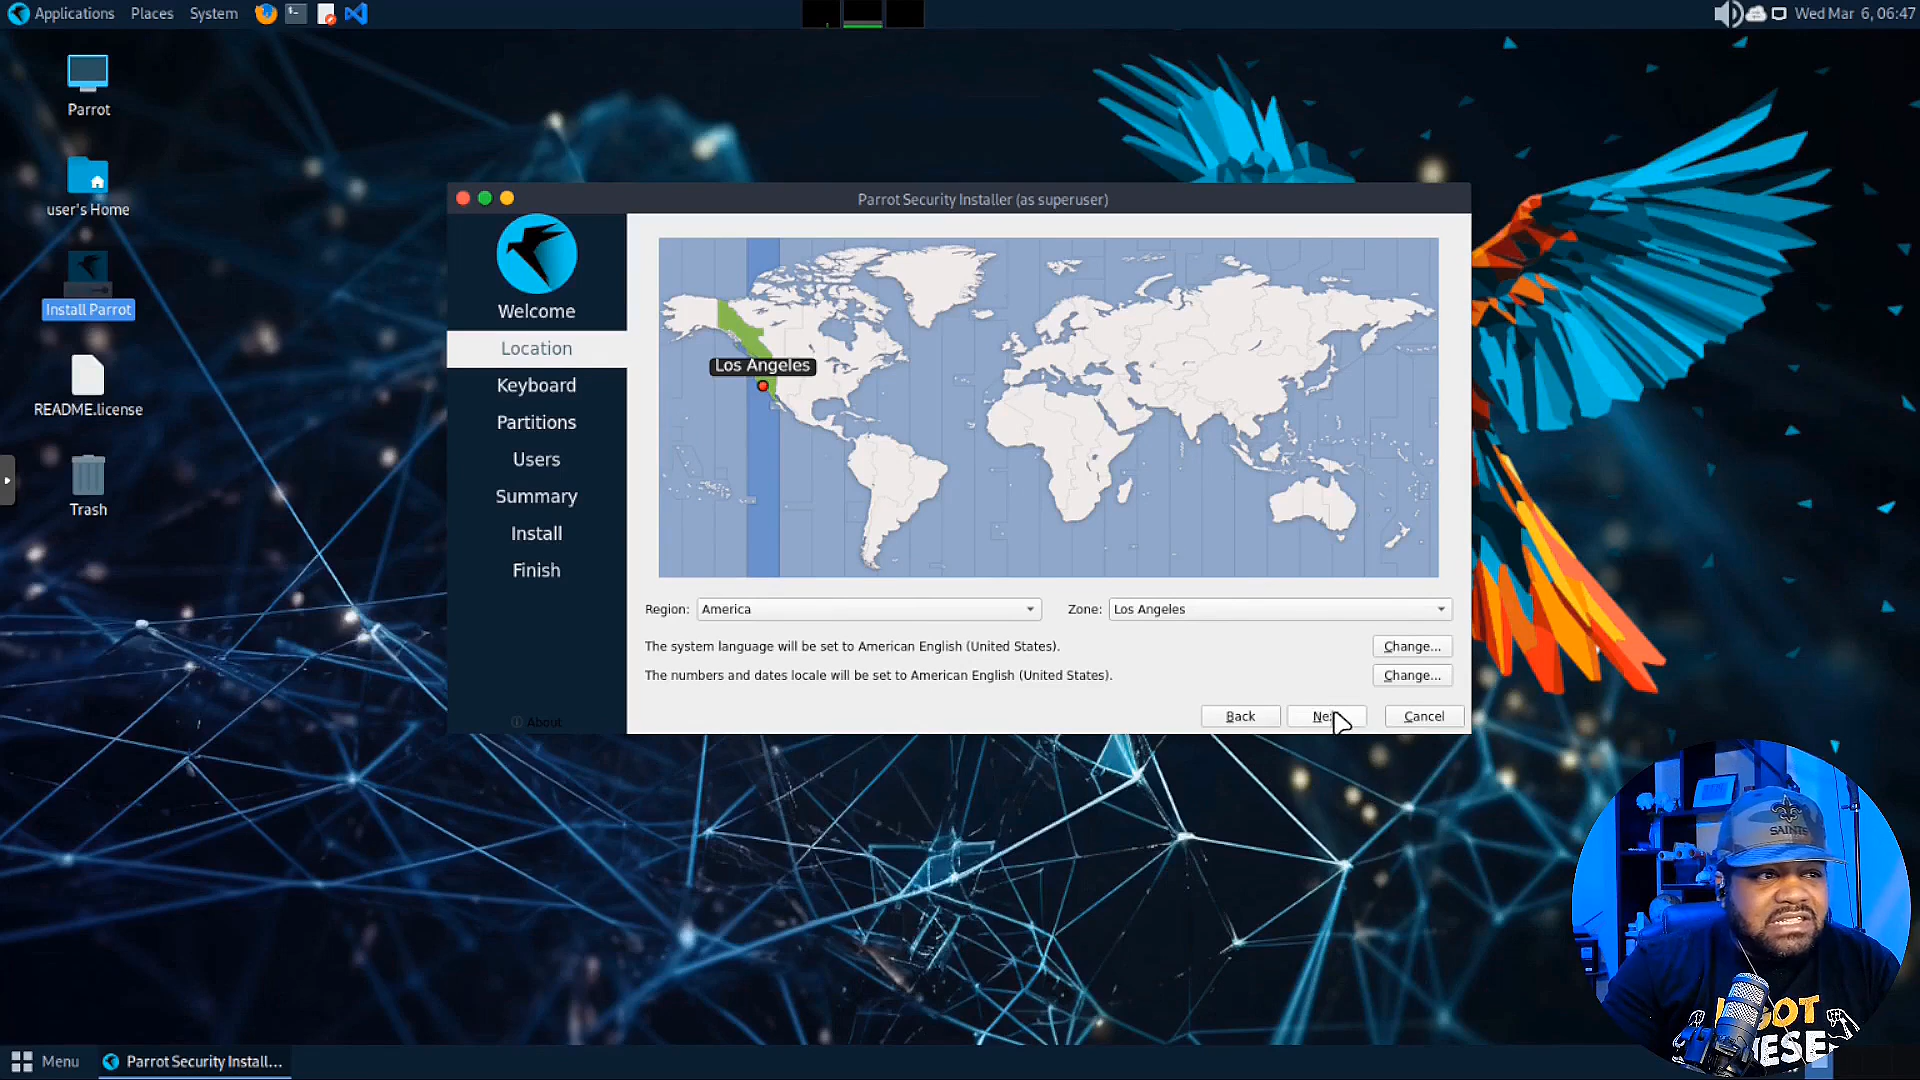 Applications Places System
Wed Mar 6, 06:47
Parrot
user's Home
Install Parrot
README.license
Trash
Parrot Security Installer (as superuser)
Welcome
Location
Keyboard
Partitions
Users
Summary
Install
Finish
About
Los Angeles
Region: America Zone: Los Angeles
The system language will be set to American English (United States). Change...
The numbers and dates locale will be set to American English (United States). Change...
Back Cancel
SAINTS
Menu Parrot Security Install...